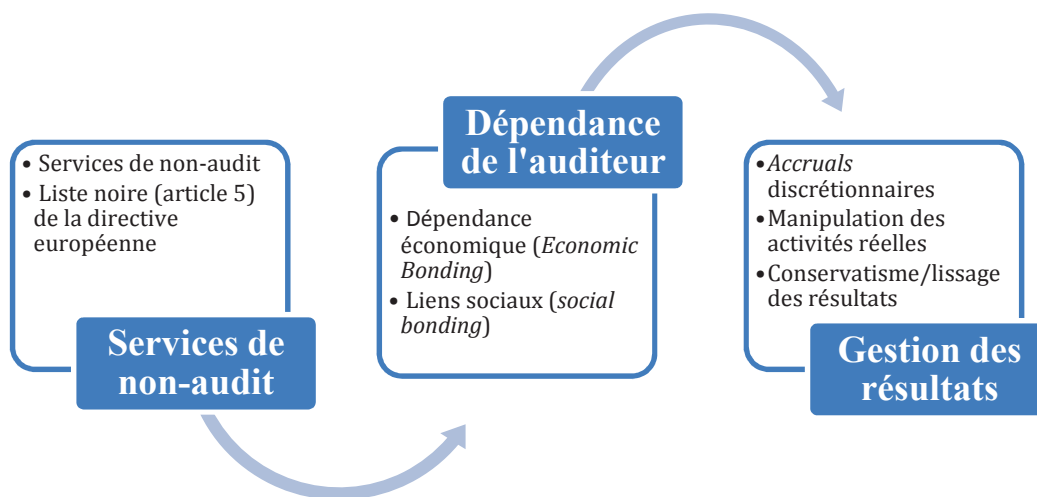 • Services de non-audit
• Liste noire (article 5)
de la directive
européenne
Services de
non-audit
Dépendance
de l'auditeur
• Dépendance
économique (Economic
Bonding)
• Liens sociaux (social
bonding)
•Accruals
discrétionnaires
•Manipulation des
activités réelles
•Conservatisme/lissage
des résultats
Gestion des
résultats